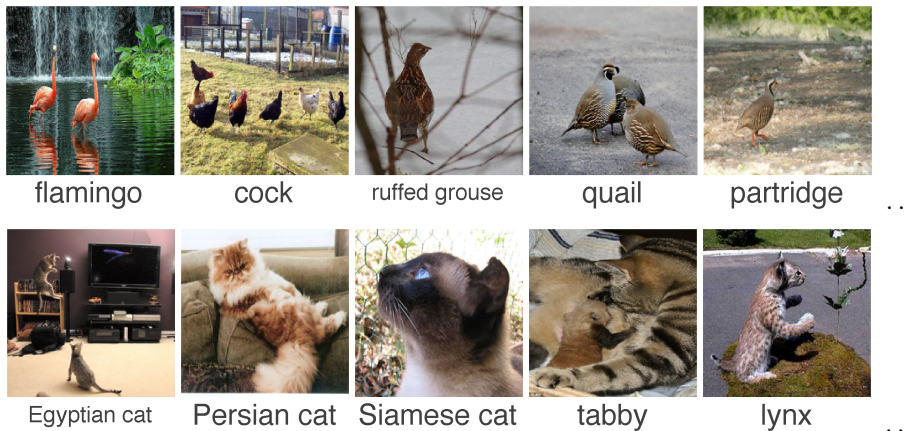 flamingo
cock
ruffed grouse
quail
partridge
. .
Egyptian cat
Persian cat
Siamese cat
tabby
lynx
. .